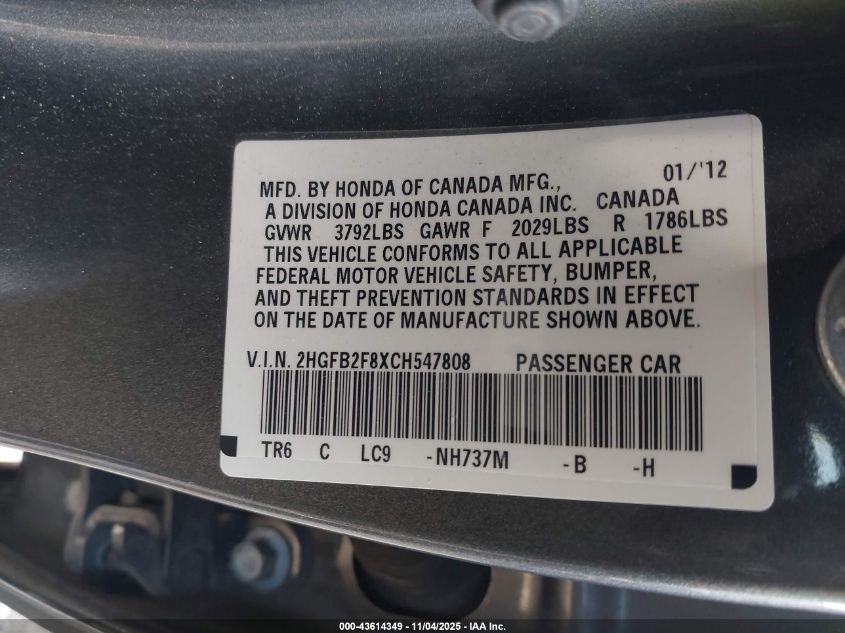 01/'12
MFD. BY HONDA OF CANADA MFG.,
A DIVISION OF HONDA CANADA INC. CANADA
GVWR 3792LBS GAWR F 2029LBS R 1786LBS
THIS VEHICLE CONFORMS TO ALL APPLICABLE
FEDERAL MOTOR VEHICLE SAFETY, BUMPER,
AND THEFT PREVENTION STANDARDS IN EFFECT
ON THE DATE OF MANUFACTURE SHOWN ABOVE.
V.I.N. 2HGFB2F8XCH547808 PASSENGER CAR
TR6 C LC9 -NH737M -B -H
000-43614349 - 11/04/2025 - IAA Inc.